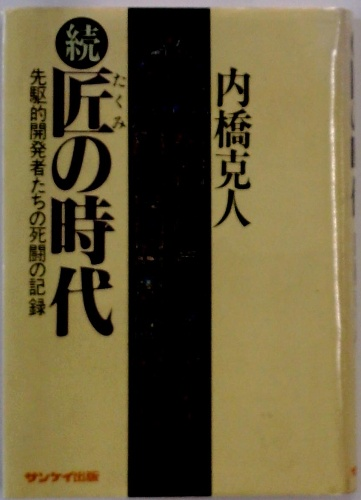 内橋克人
続
匠の時代
たくみ
先駆的開発者たちの死闘の記録
サンケイ出版